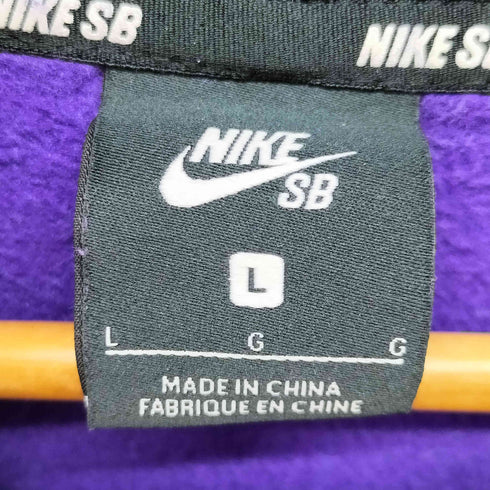 NIKE SB
NIKE SB
NIKE
SB
L
L G G
MADE IN CHINA
FABRIQUE EN CHINE